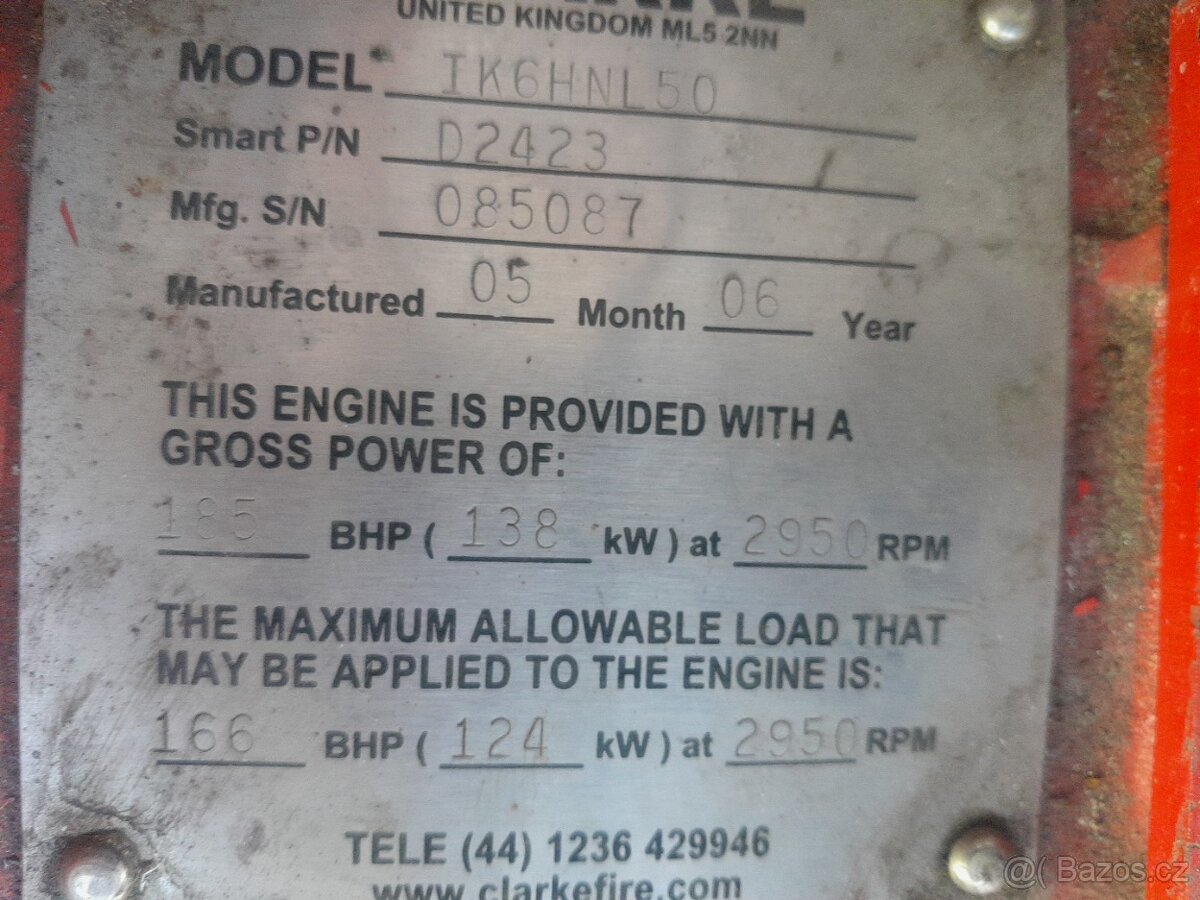 UNITED KINGDOM ML5 2NN
MODEL IK6HNL50
Smart P/N D2423
Mfg. S/N 085087
Manufactured 05 Month 06 Year
THIS ENGINE IS PROVIDED WITH A
GROSS POWER OF:
185 BHP ( 138 kW ) at 2950 RPM
THE MAXIMUM ALLOWABLE LOAD THAT
MAY BE APPLIED TO THE ENGINE IS:
166 BHP ( 124 kW ) at 2950 RPM
TELE (44) 1236 429946
www.clarkefire.com
@( Bazos.cz